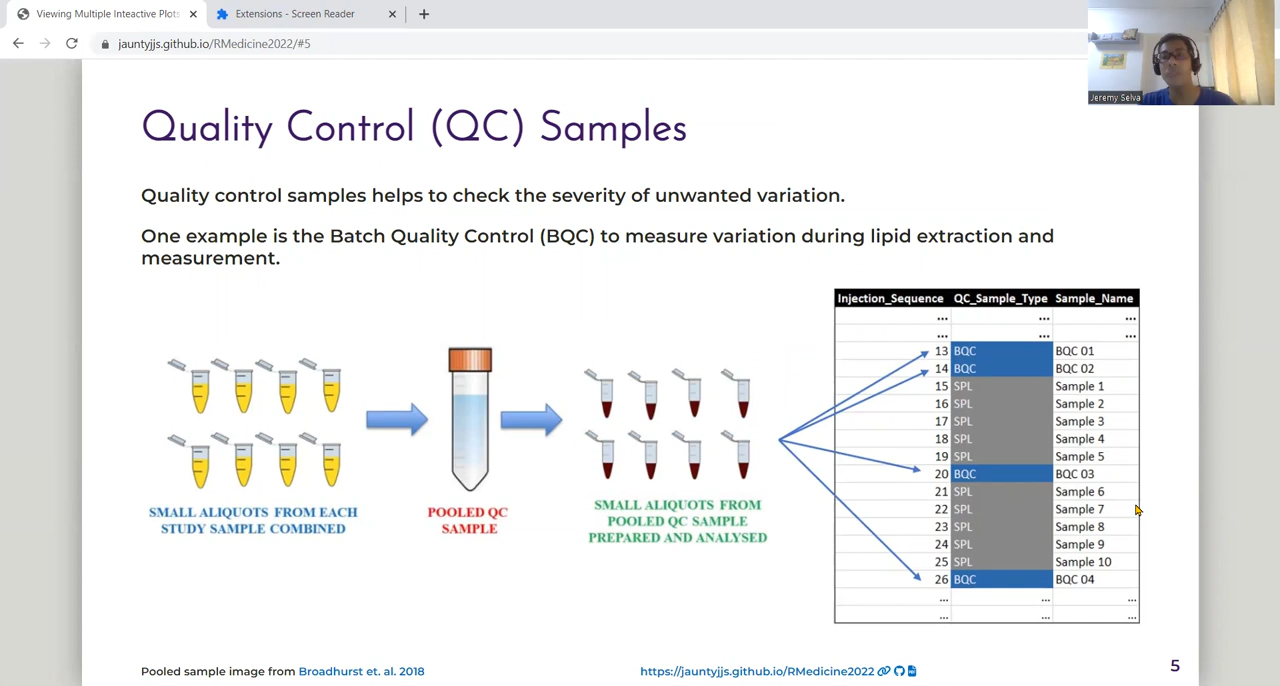 Viewing Multiple Inteactive Plots
Extensions - Screen Reader
jauntyjjs.github.io/RMedicine2022/#5
Jeremy Selva
Quality Control (QC) Samples
Quality control samples helps to check the severity of unwanted variation.
One example is the Batch Quality Control (BQC) to measure variation during lipid extraction and
measurement.
SMALL ALIQUOTS FROM EACH
STUDY SAMPLE COMBINED
POOLED QC
SAMPLE
SMALL ALIQUOTS FROM
POOLED QC SAMPLE
PREPARED AND ANALYSED
Injection_Sequence QC_Sample_Type Sample_Name
... ... ...
... ... ...
13 BQC BQC 01
14 BQC BQC 02
15 SPL Sample 1
16 SPL Sample 2
17 SPL Sample 3
18 SPL Sample 4
19 SPL Sample 5
20 BQC BQC 03
21 SPL Sample 6
22 SPL Sample 7
23 SPL Sample 8
24 SPL Sample 9
25 SPL Sample 10
26 BQC BQC 04
... ... ...
... ... ...
Pooled sample image from Broadhurst et. al. 2018
https://jauntyjjs.github.io/RMedicine2022
5